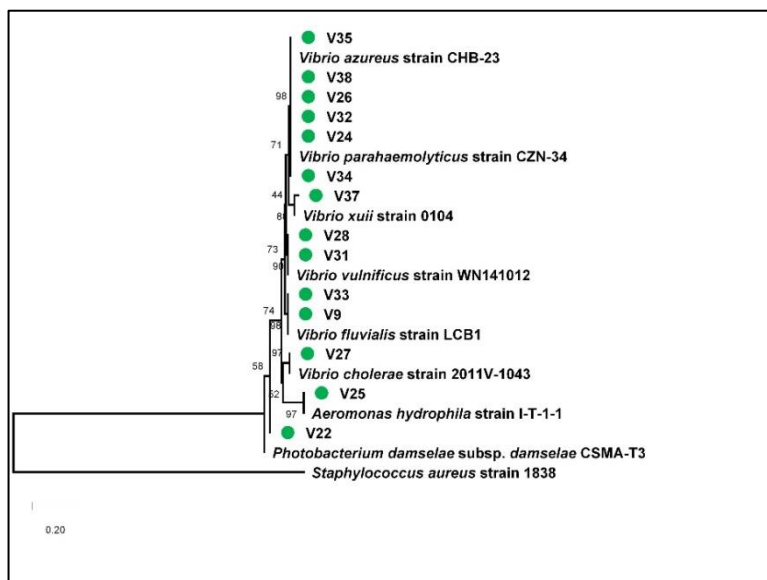 V35
Vibrio azureus strain CHB-23
V38
98
V26
V32
V24
71
Vibrio parahaemolyticus strain CZN-34
V34
44
V37
Vibrio xuii strain 0104
V28
73
V31
90
Vibrio vulnificus strain WN141012
V33
74
V9
98
Vibrio fluvialis strain LCB1
97
V27
58
Vibrio cholerae strain 2011V-1043
52
V25
97
Aeromonas hydrophila strain I-T-1-1
V22
Photobacterium damselae subsp. damselae CSMA-T3
Staphylococcus aureus strain 1838
0.20